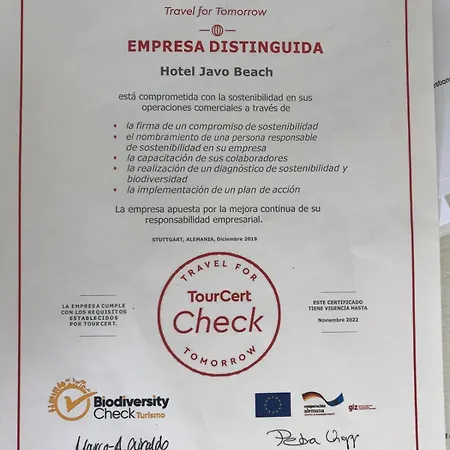 Travel for Tomorrow
EMPRESA DISTINGUIDA
Hotel Javo Beach
está comprometida con la sostenibilidad en sus
operaciones comerciales a través de
• la firma de un compromiso de sostenibilidad
• el nombramiento de una persona responsable
de sostenibilidad en su empresa
• la capacitación de sus colaboradores
• la realización de un diagnóstico de sostenibilidad y
biodiversidad
• la implementación de un plan de acción
La empresa apuesta por la mejora continua de su
responsabilidad empresarial.
STUTTGART, ALEMANIA, Diciembre 2019
LA EMPRESA CUMPLE
CON LOS REQUISITOS
ESTABLECIDOS
POR TOURCERT.
TRAVEL FOR
TourCert
Check
TOMORROW
ESTE CERTIFICADO
TIENE VIGENCIA HASTA
Noviembre 2022
Biodiversity
Check Turismo
cooperación
alemana
giz